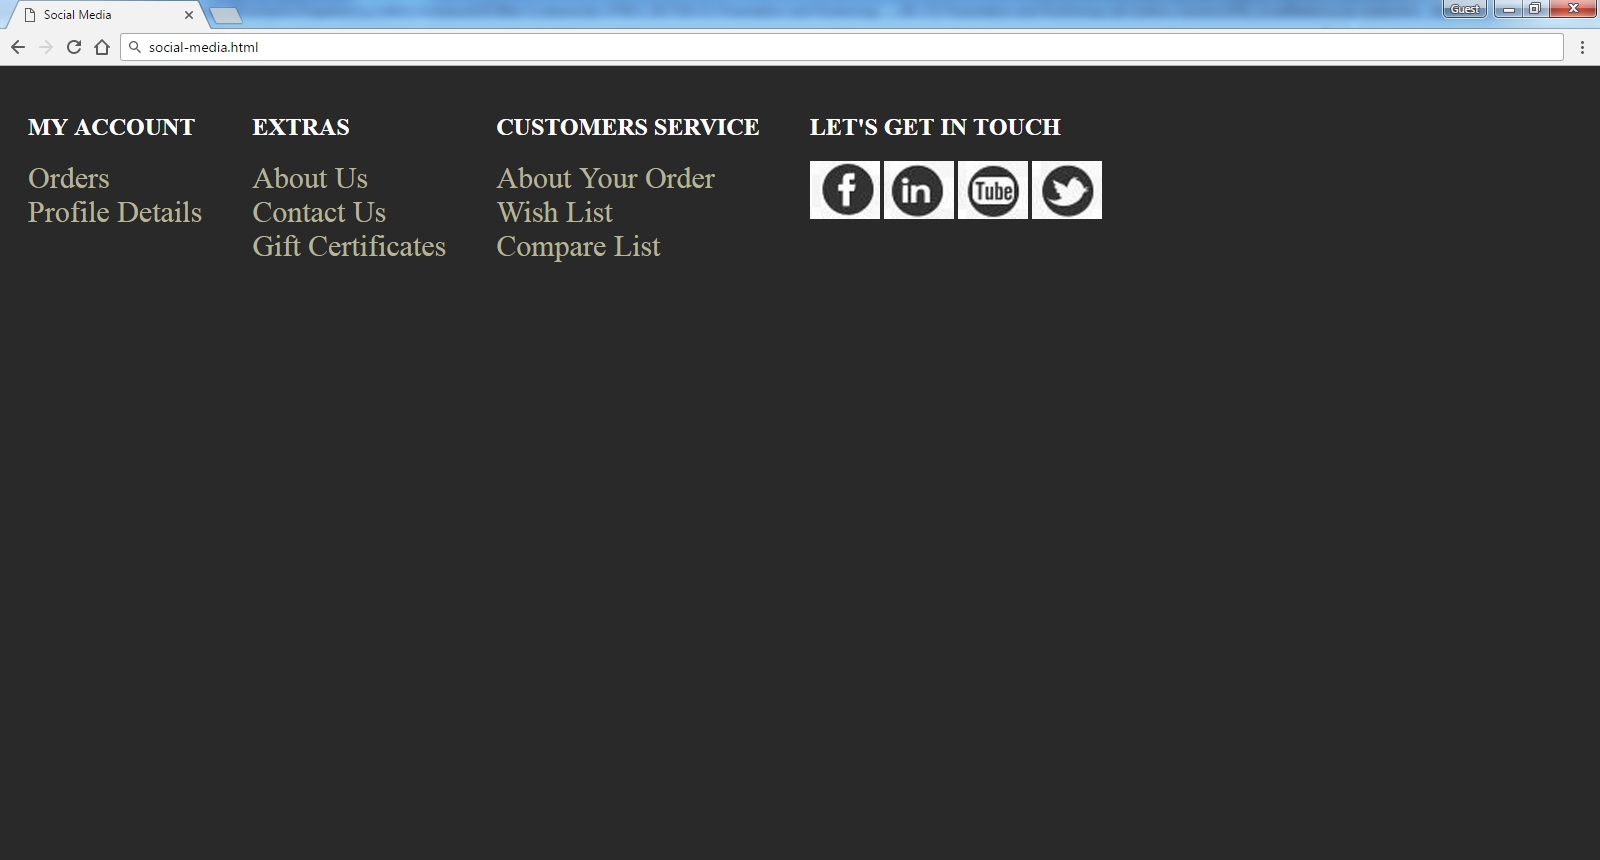 Social Media
Guest
social-media.html
MY ACCOUNT
Orders
Profile Details
EXTRAS
About Us
Contact Us
Gift Certificates
CUSTOMERS SERVICE
About Your Order
Wish List
Compare List
LET'S GET IN TOUCH
f
in
Tube